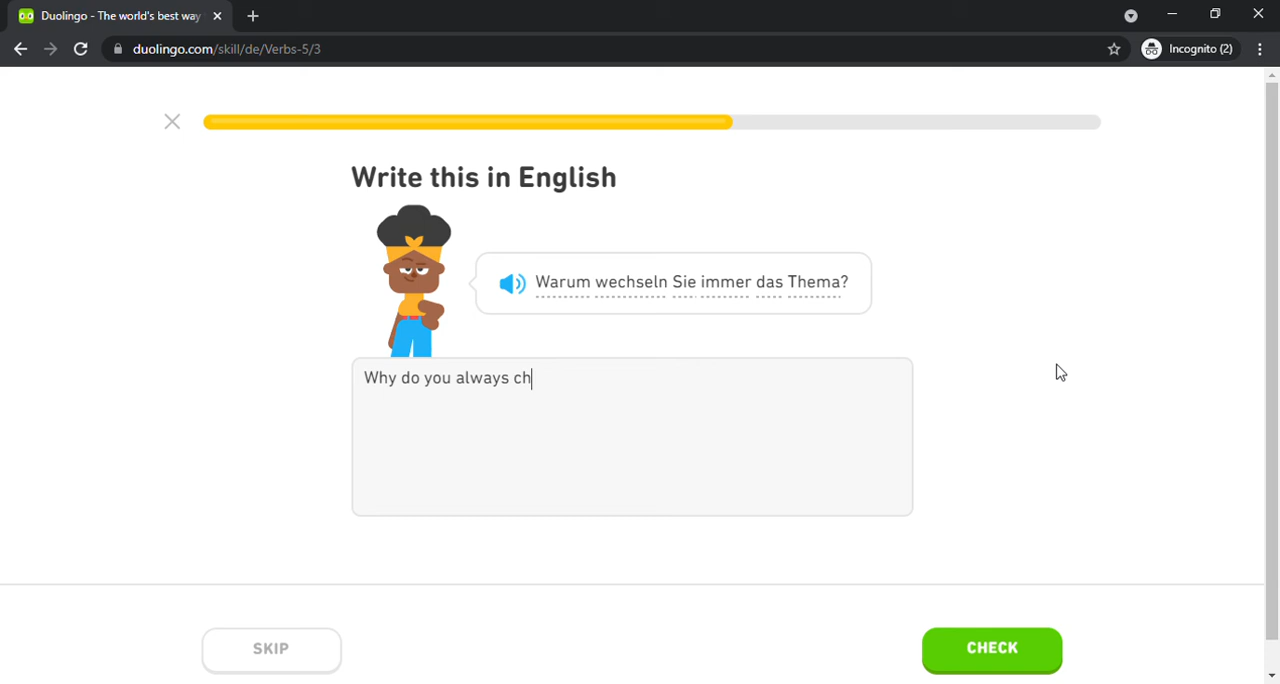 Duolingo - The world's best way
duolingo.com/skill/de/Verbs-5/3
Incognito (2)
Write this in English
Warum wechseln Sie immer das Thema?
Why do you always ch
SKIP
CHECK